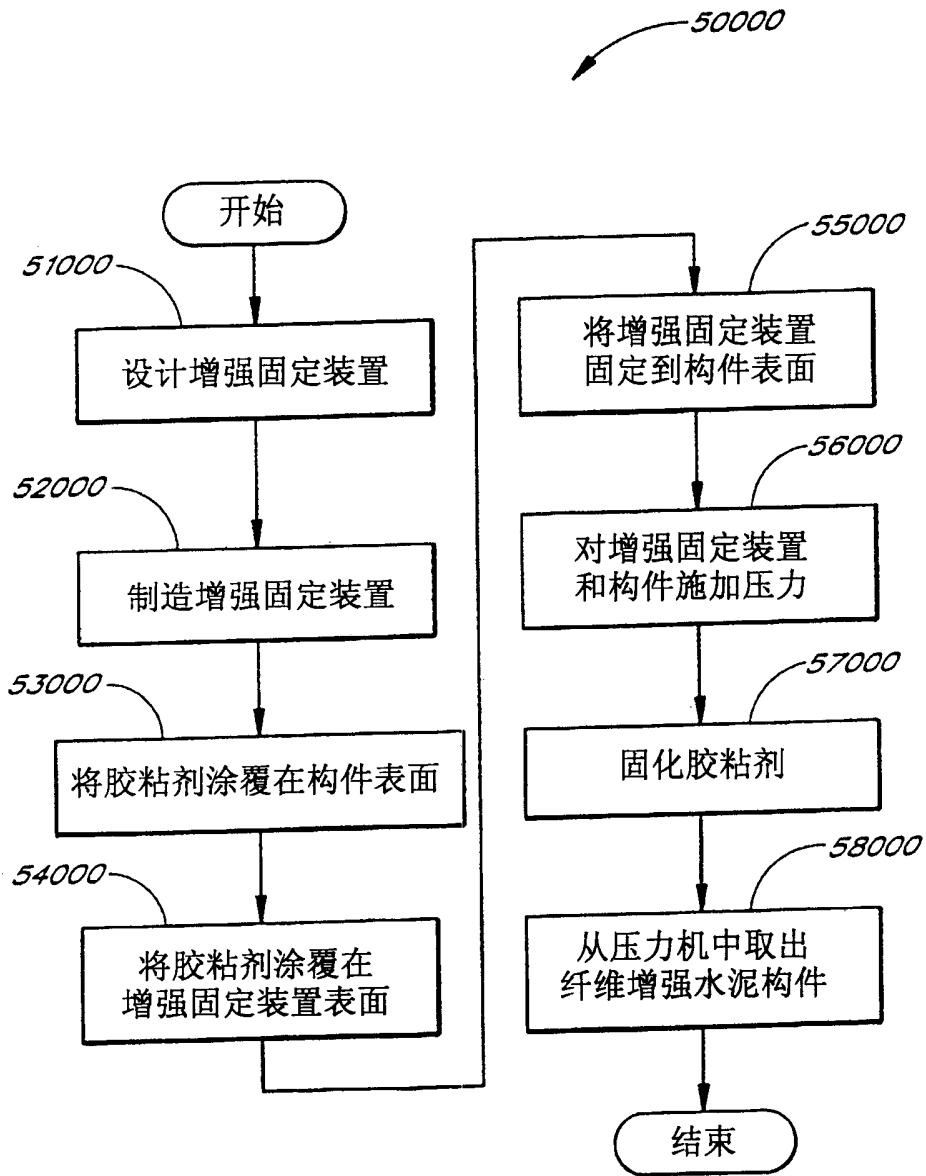 50000
开始
51000
设计增强固定装置
52000
制造增强固定装置
53000
将胶粘剂涂覆在构件表面
54000
将胶粘剂涂覆在
增强固定装置表面
55000
将增强固定装置
固定到构件表面
56000
对增强固定装置
和构件施加压力
57000
固化胶粘剂
58000
从压力机中取出
纤维增强水泥构件
结束